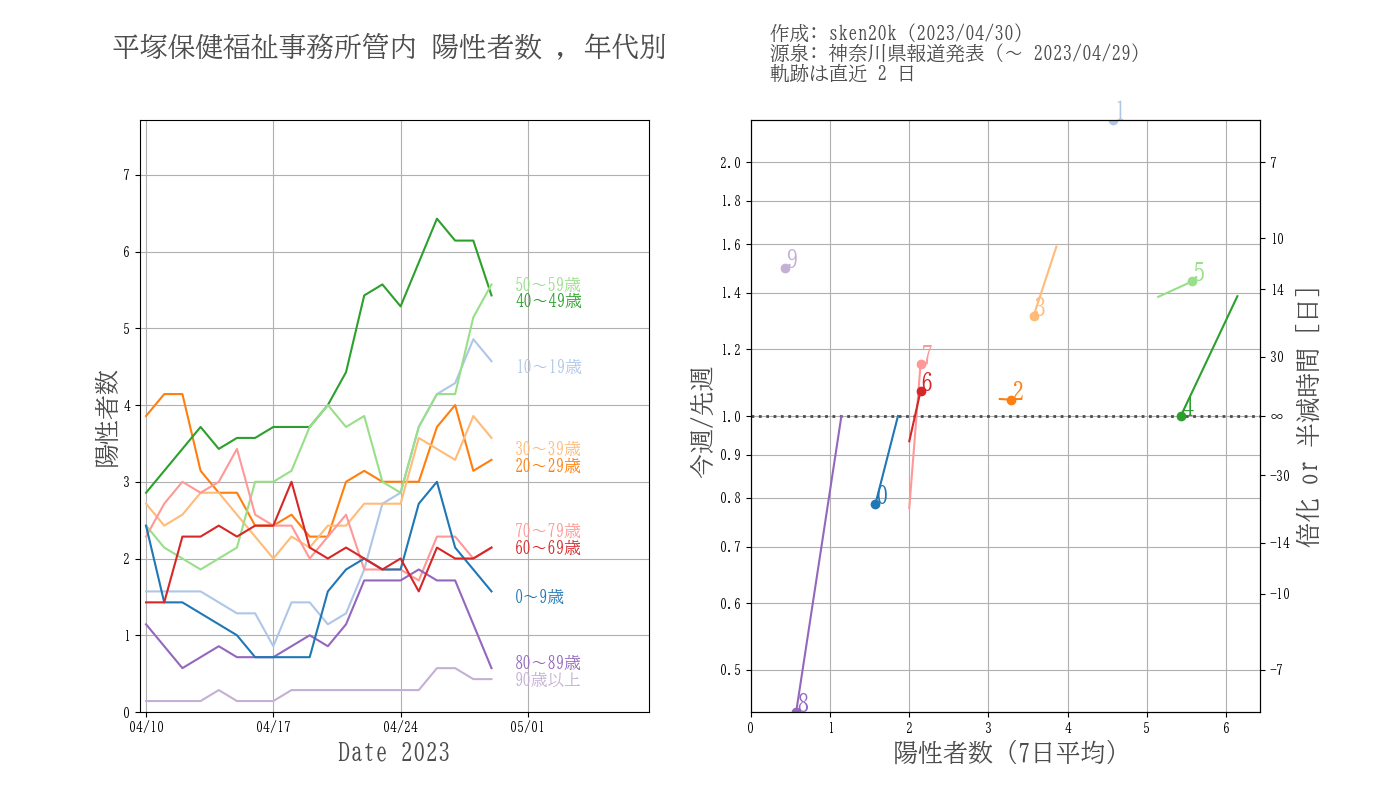 平塚保健福祉事務所管内 陽性者数 , 年代別
作成: sken20k (2023/04/30)
源泉: 神奈川県報道発表 (〜 2023/04/29)
軌跡は直近 2 日
陽性者数
7
6
5
4
3
2
1
0
04/10
04/17
04/24
05/01
Date 2023
50〜59歳
40〜49歳
10〜19歳
30〜39歳
20〜29歳
70〜79歳
60〜69歳
0〜9歳
80〜89歳
90歳以上
今週/先週
2.0
1.8
1.6
1.4
1.2
1.0
0.9
0.8
0.7
0.6
0.5
1
9
5
3
7
6
2
4
0
8
0
1
2
3
4
5
6
陽性者数 (7日平均)
7
10
14
30
∞
−30
−14
−10
−7
倍化 or 半減時間 [日]